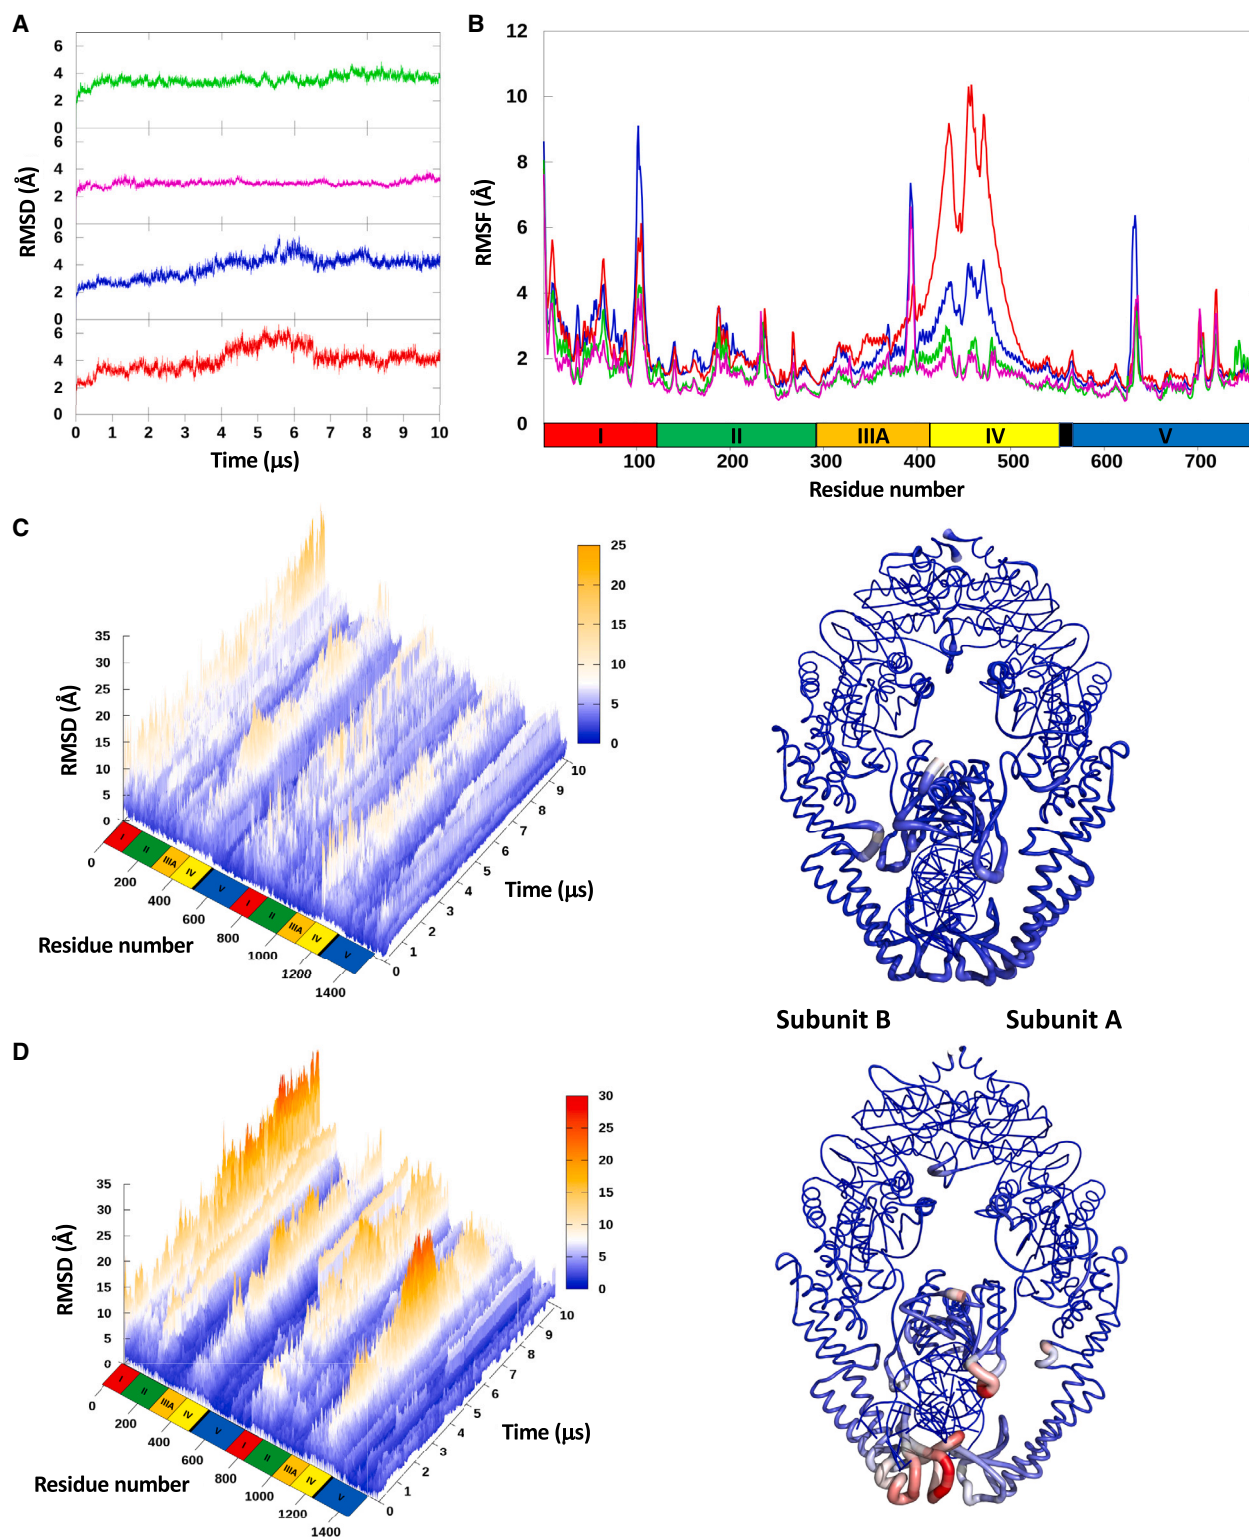 A
6
4
2
0
6
4
2
0
6
4
2
0
6
4
2
0
RMSD (Å)
0 1 2 3 4 5 6 7 8 9 10
Time (μs)
B
12
10
8
6
4
2
0
RMSF (Å)
I II IIIA IV V
100 200 300 400 500 600 700
Residue number
C
25
20
15
10
5
0
35
30
25
20
15
10
5
0
RMSD (Å)
I II IIIA IV V I II IIIA IV V
0 200 400 600 800 1000 1200 1400
Residue number
0 1 2 3 4 5 6 7 8 9 10
Time (μs)
Subunit B Subunit A
D
30
25
20
15
10
5
0
35
30
25
20
15
10
5
0
RMSD (Å)
I II IIIA IV V I II IIIA IV V
0 200 400 600 800 1000 1200 1400
Residue number
0 1 2 3 4 5 6 7 8 9 10
Time (μs)